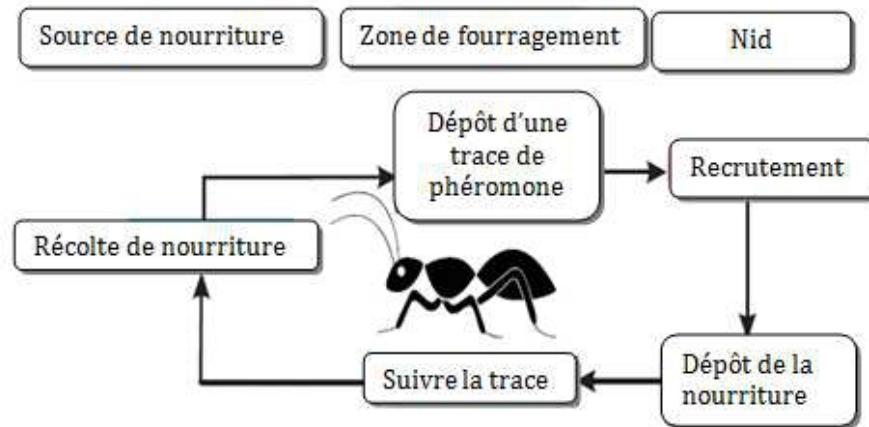 Source de nourriture
Zone de fourragement
Nid
Dépôt d'une
trace de
phéromone
Recrutement
Récolte de nourriture
Suivre la trace
Dépôt de la
nourriture